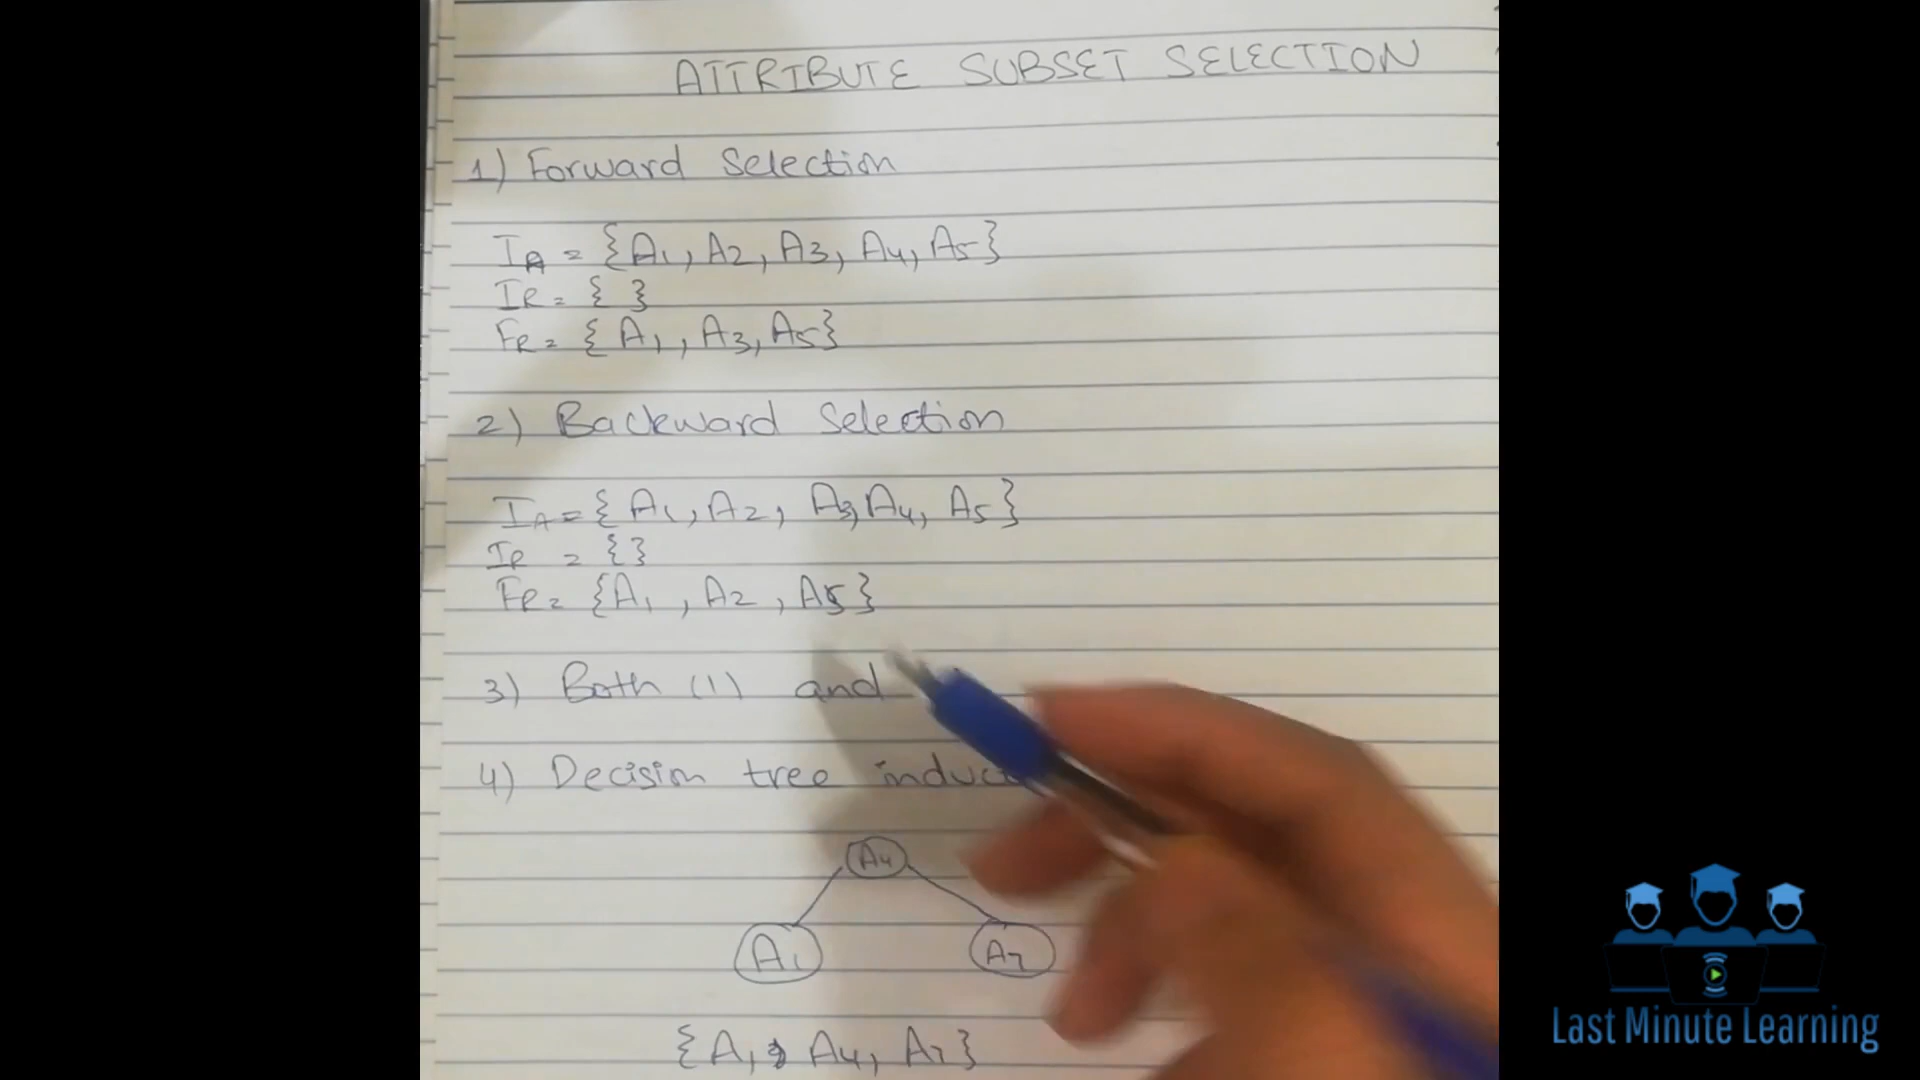 ATTRIBUTE SUBSET SELECTION
1) Forward Selection
IA = {A1, A2, A3, A4, A5}
IR = { }
FR = {A1, A3, A5}
2) Backward Selection
IA = {A1, A2, A3, A4, A5}
IR = {}
FR = {A1, A2, A5}
3) Both (1) and
4) Decision tree induc
A4
A1 A7
{A1, A4, A7}
Last Minute Learning